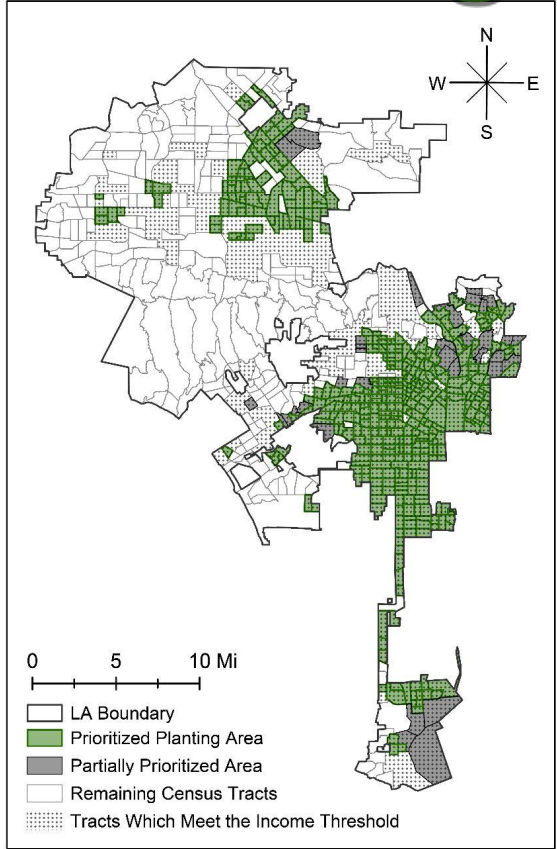 N
W E
S
0 5 10 Mi
LA Boundary
Prioritized Planting Area
Partially Prioritized Area
Remaining Census Tracts
Tracts Which Meet the Income Threshold